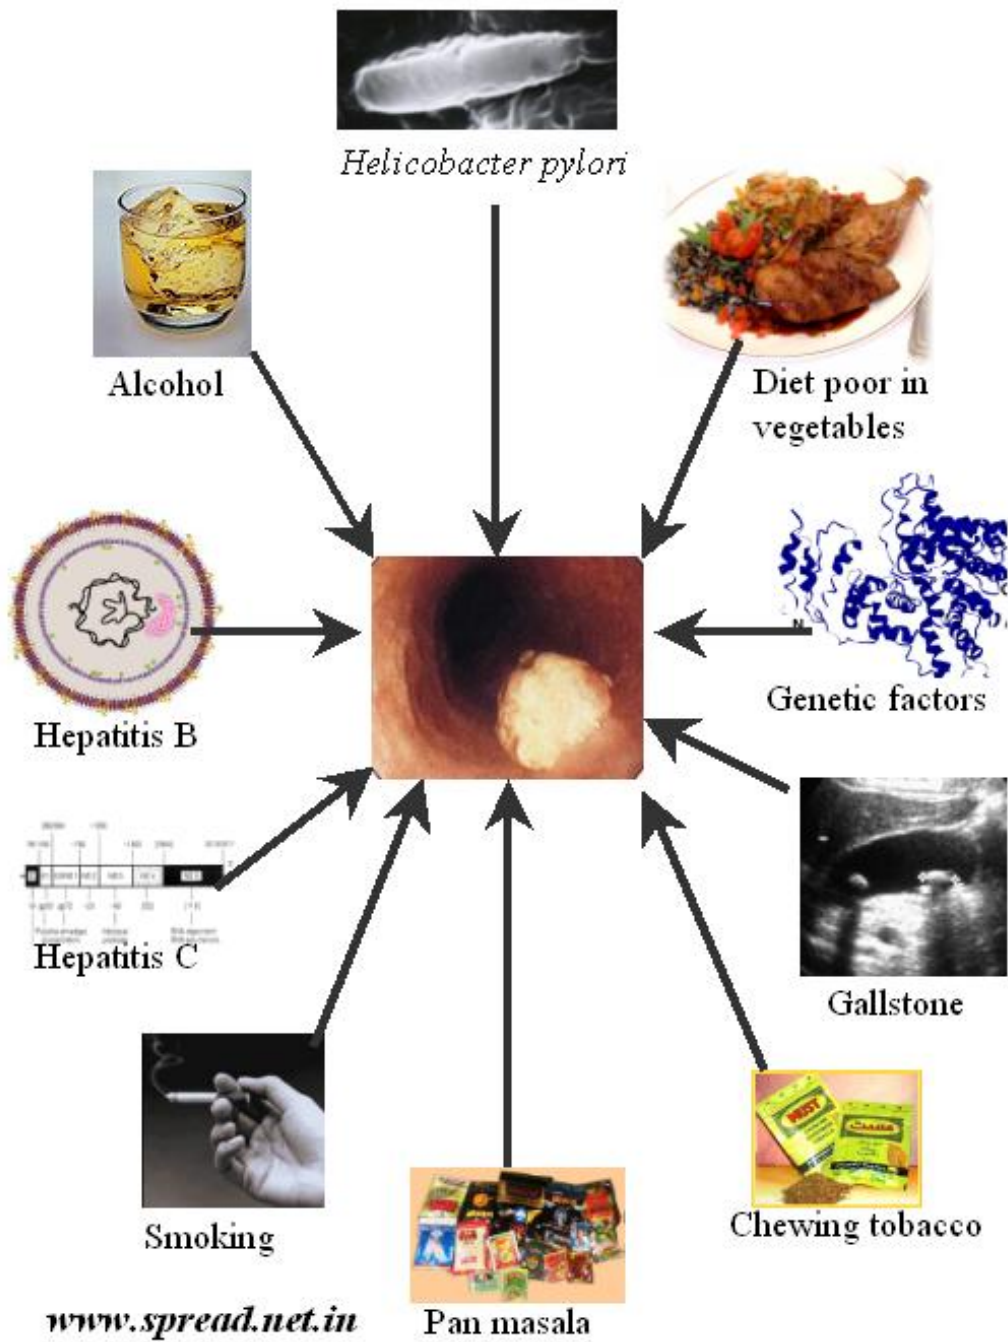 Helicobacter pylori
Alcohol
Diet poor in
vegetables
N
Hepatitis B
Genetic factors
Hepatitis C
Gallstone
MUST
Smoking
Chewing tobacco
Pan masala
www.spread.net.in